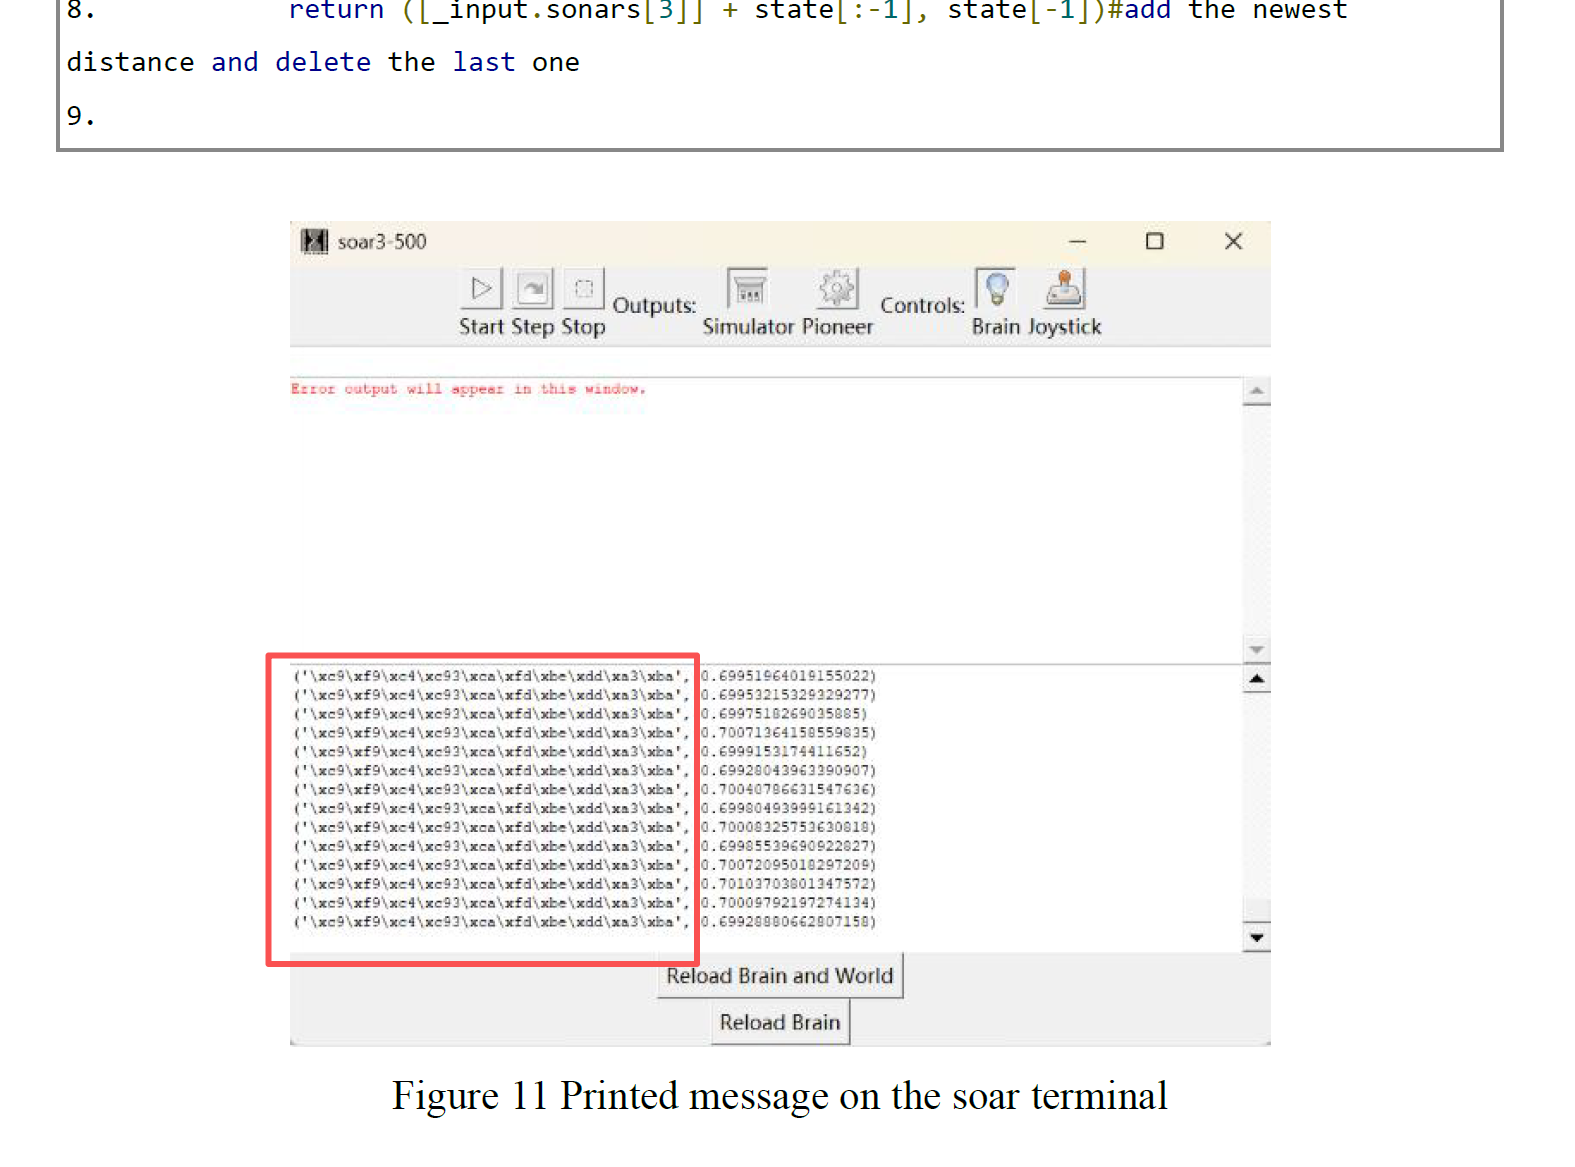 8. return ([_input.sonars[3]] + state[:-1], state[-1])#add the newest
distance and delete the last one
9.
soar3-500
Start Step Stop Outputs: Simulator Pioneer Controls: Brain Joystick
Error output will appear in this window.
('\xc9\xf9\xc4\xc93\xca\xfd\xbe\xdd\xa3\xba', 0.69951964019155022)
('\xc9\xf9\xc4\xc93\xca\xfd\xbe\xdd\xa3\xba', 0.69953215329329277)
('\xc9\xf9\xc4\xc93\xca\xfd\xbe\xdd\xa3\xba', 0.6997518269035885)
('\xc9\xf9\xc4\xc93\xca\xfd\xbe\xdd\xa3\xba', 0.70071364158559835)
('\xc9\xf9\xc4\xc93\xca\xfd\xbe\xdd\xa3\xba', 0.6999153174411652)
('\xc9\xf9\xc4\xc93\xca\xfd\xbe\xdd\xa3\xba', 0.69928043963390907)
('\xc9\xf9\xc4\xc93\xca\xfd\xbe\xdd\xa3\xba', 0.70040786631547636)
('\xc9\xf9\xc4\xc93\xca\xfd\xbe\xdd\xa3\xba', 0.69980493999161342)
('\xc9\xf9\xc4\xc93\xca\xfd\xbe\xdd\xa3\xba', 0.70008325753630818)
('\xc9\xf9\xc4\xc93\xca\xfd\xbe\xdd\xa3\xba', 0.69985539690922827)
('\xc9\xf9\xc4\xc93\xca\xfd\xbe\xdd\xa3\xba', 0.70072095018297209)
('\xc9\xf9\xc4\xc93\xca\xfd\xbe\xdd\xa3\xba', 0.70103703801347572)
('\xc9\xf9\xc4\xc93\xca\xfd\xbe\xdd\xa3\xba', 0.70009792197274134)
('\xc9\xf9\xc4\xc93\xca\xfd\xbe\xdd\xa3\xba', 0.69928880662807158)
Reload Brain and World
Reload Brain
Figure 11 Printed message on the soar terminal